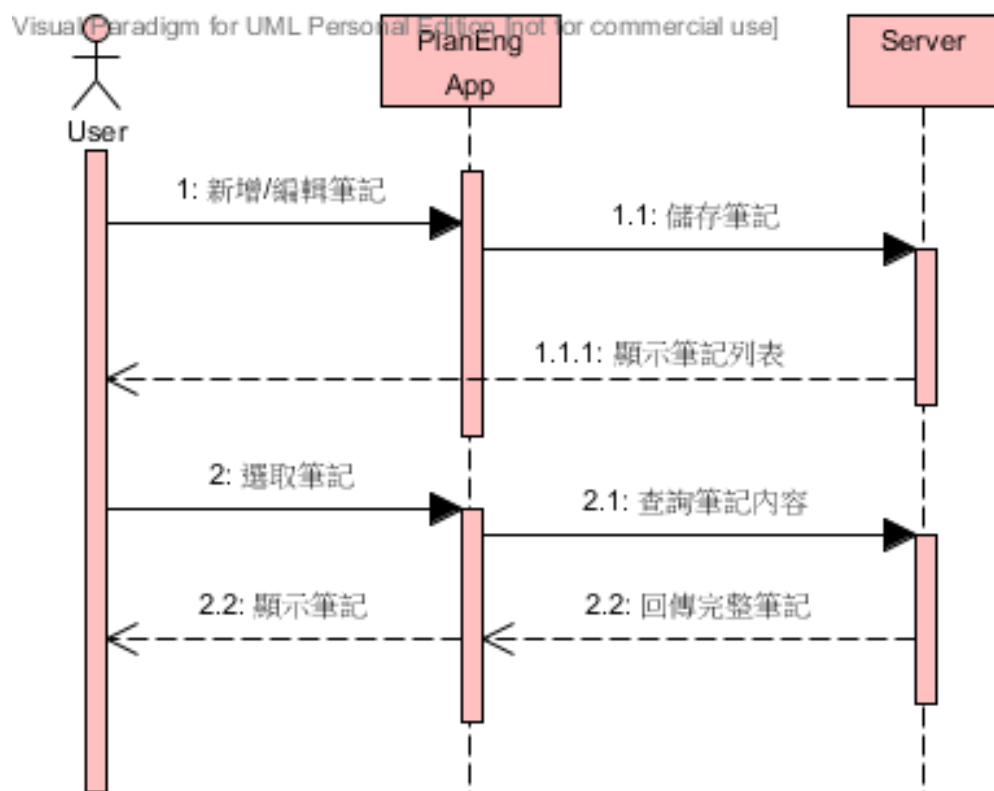 Visual Paradigm for UML Personal Edition [not for commercial use]
PlanEng
App
Server
User
1: 新增/編輯筆記
1.1: 儲存筆記
1.1.1: 顯示筆記列表
2: 選取筆記
2.1: 查詢筆記內容
2.2: 顯示筆記
2.2: 回傳完整筆記